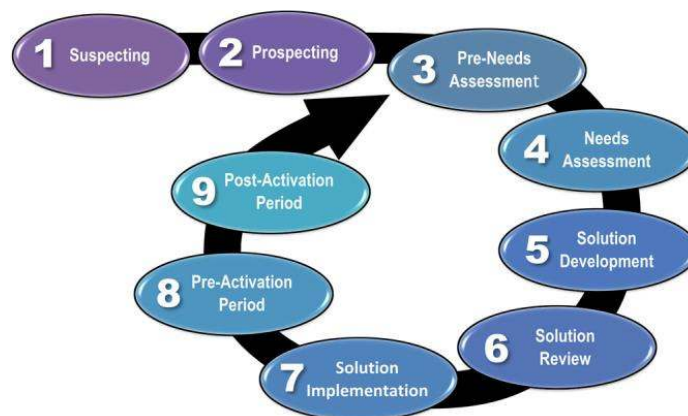 1 Suspecting
2 Prospecting
3 Pre-Needs
Assessment
4 Needs
Assessment
5 Solution
Development
6 Solution
Review
7 Solution
Implementation
8 Pre-Activation
Period
9 Post-Activation
Period